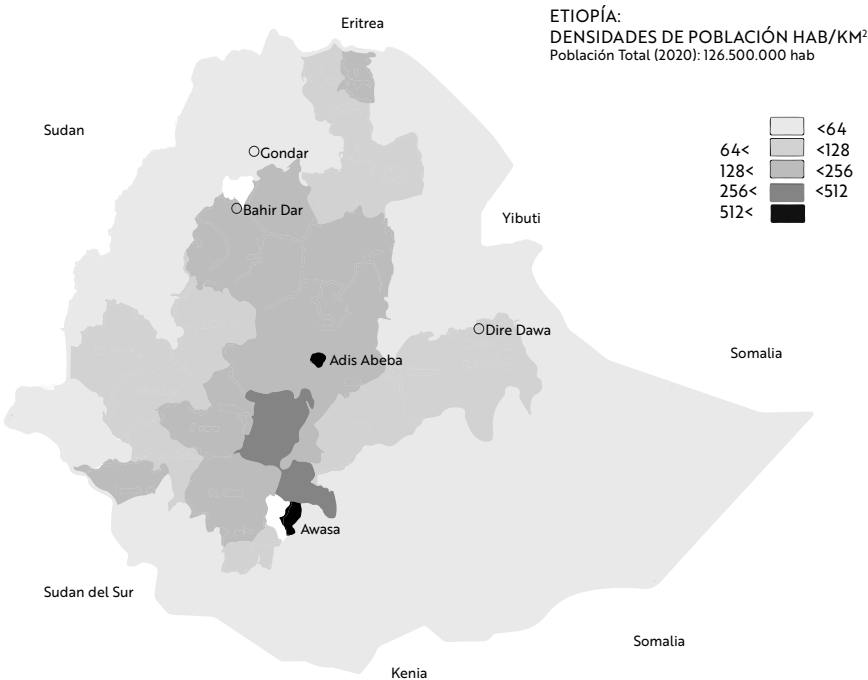 ETIOPÍA:
DENSIDADES DE POBLACIÓN HAB/KM²
Población Total (2020): 126.500.000 hab
<64
64< <128
128< <256
256< <512
512<
Eritrea
Sudan
Gondar
Bahir Dar
Yibuti
Dire Dawa
Adis Abeba
Somalia
Awasa
Sudan del Sur
Somalia
Kenia